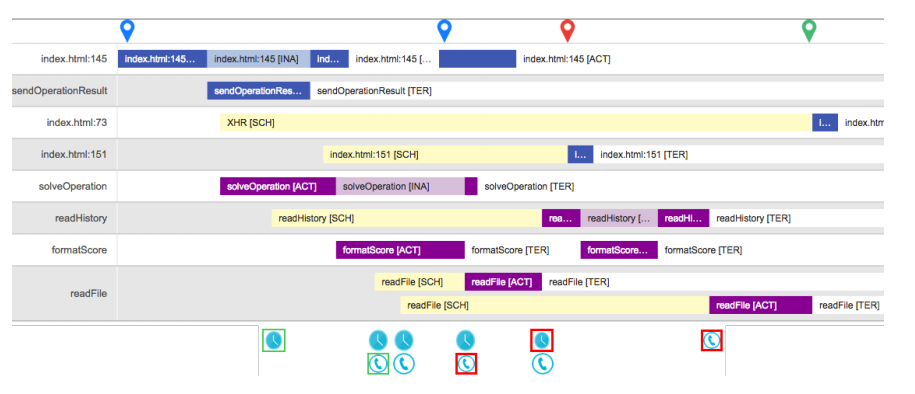 index.html:145 index.html:145... index.html:145 [INA] ind... index.html:145 [... index.html:145 [ACT]
sendOperationResult sendOperationRes... sendOperationResult [TER]
index.html:73 XHR [SCH] i... index.htm
index.html:151 index.html:151 [SCH] i... index.html:151 [TER]
solveOperation solveOperation [ACT] solveOperation [INA] solveOperation [TER]
readHistory readHistory [SCH] rea... readHistory [... readHi... readHistory [TER]
formatScore formatScore [ACT] formatScore [TER] formatScore... formatScore [TER]
readFile readFile [SCH] readFile [ACT] readFile [TER]
readFile [SCH] readFile [ACT] readFile [TER]